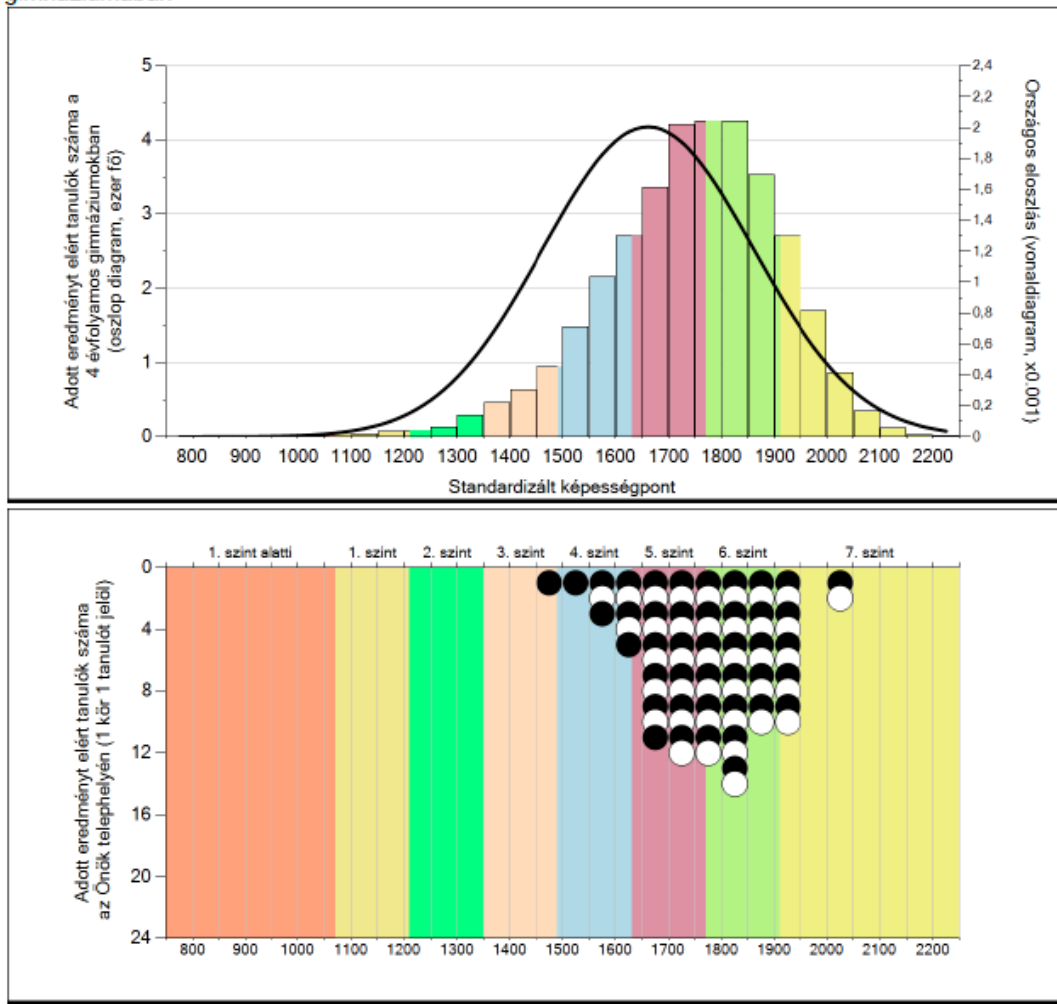 5
4
3
2
1
0
2,4
2,2
2
1,8
1,6
1,4
1,2
1
0,8
0,6
0,4
0,2
0
Adott eredményt elért tanulók száma a
4 évfolyamos gimnáziumokban
(oszlop diagram, ezer fő)
Országos eloszlás (vonaldiagram, x0.001)
800 900 1000 1100 1200 1300 1400 1500 1600 1700 1800 1900 2000 2100 2200
Standardizált képességpont
1. szint alatti 1. szint 2. szint 3. szint 4. szint 5. szint 6. szint 7. szint
0
4
8
12
16
20
24
Adott eredményt elért tanulók száma
az Önök telephelyén (1 kör 1 tanulót jelöl)
800 900 1000 1100 1200 1300 1400 1500 1600 1700 1800 1900 2000 2100 2200